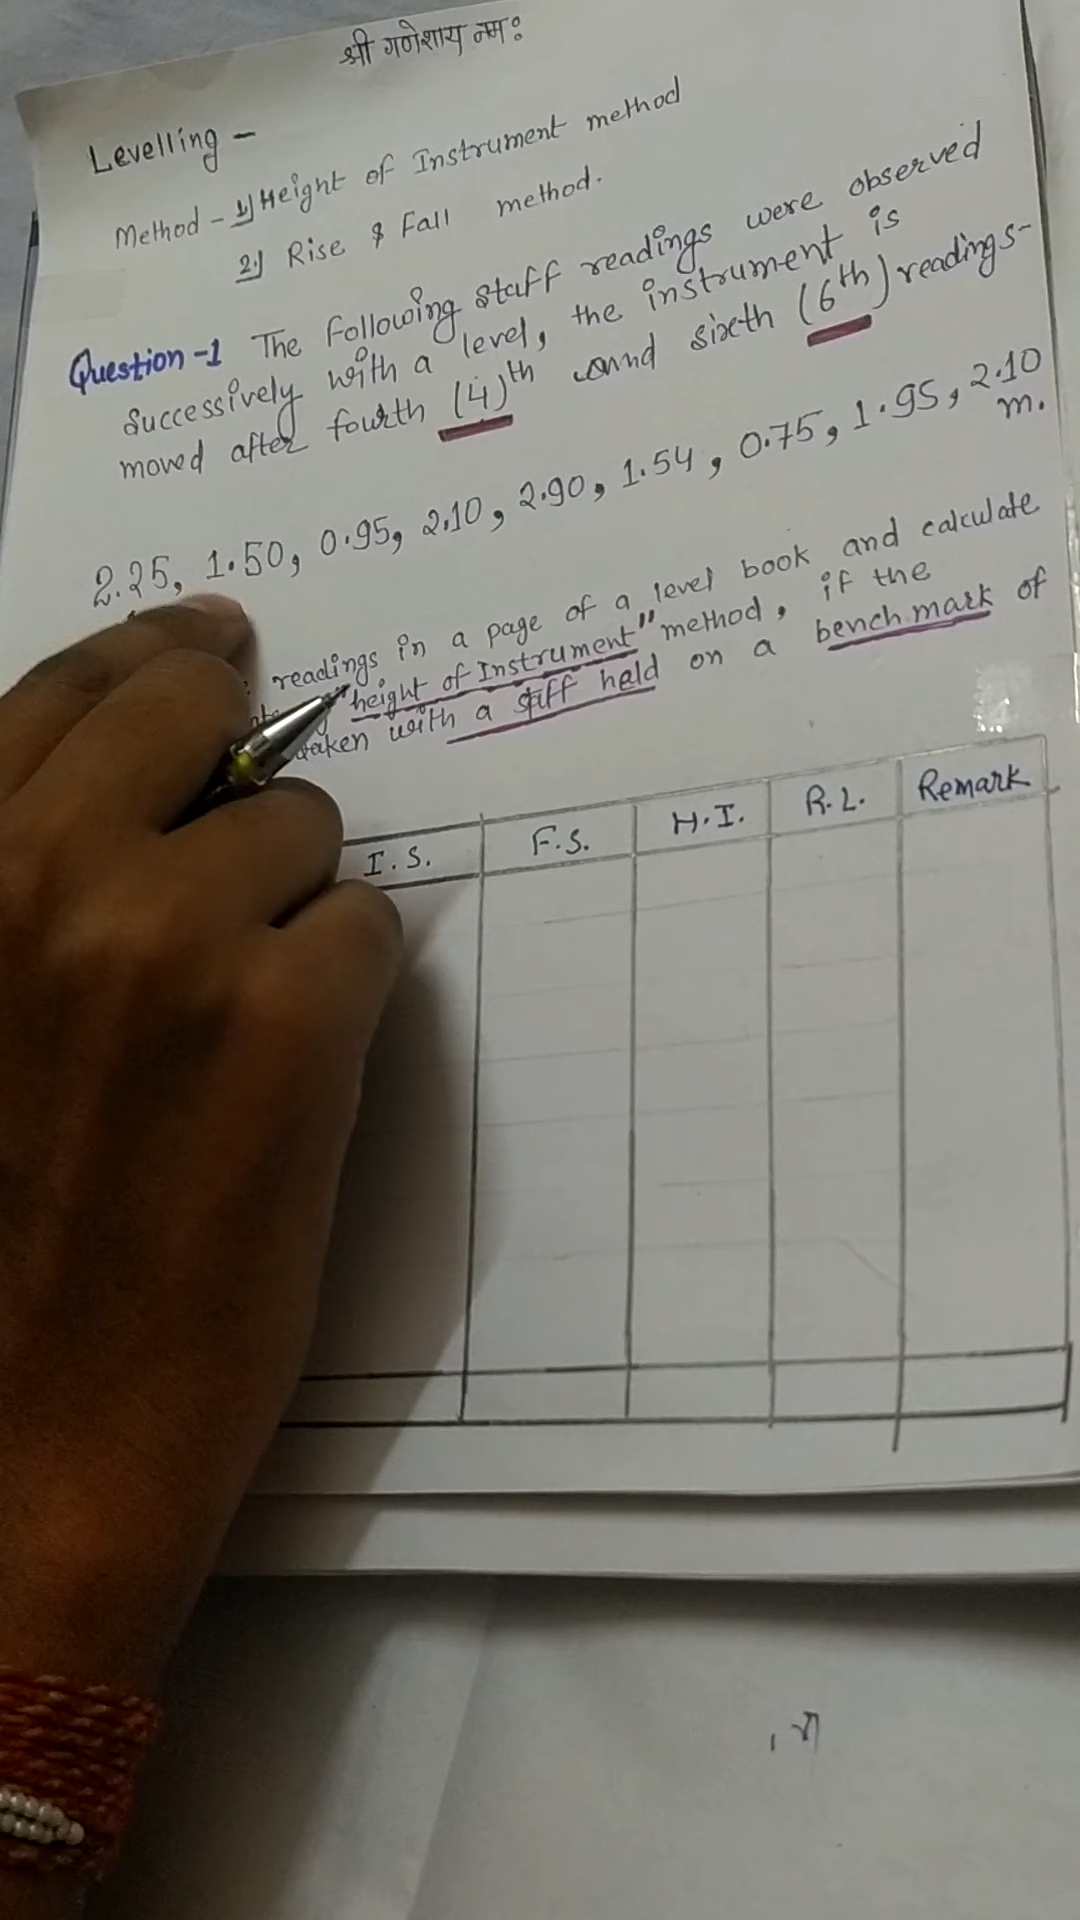 श्री गणेशाय नमः
Levelling -
Method - 1) Height of Instrument method
2) Rise & Fall method.
Question -1 The following staff readings were observed
successively with a level, the instrument is
moved after fourth (4)th and sixth (6th) readings-
2.25, 1.50, 0.95, 2.10, 2.90, 1.54, 0.75, 1.95, 2.10 m.
readings in a page of a level book and calculate
height of Instrument" method, if the
taken with a staff held on a bench mark of
I.S. F.S. H.I. R.L. Remark